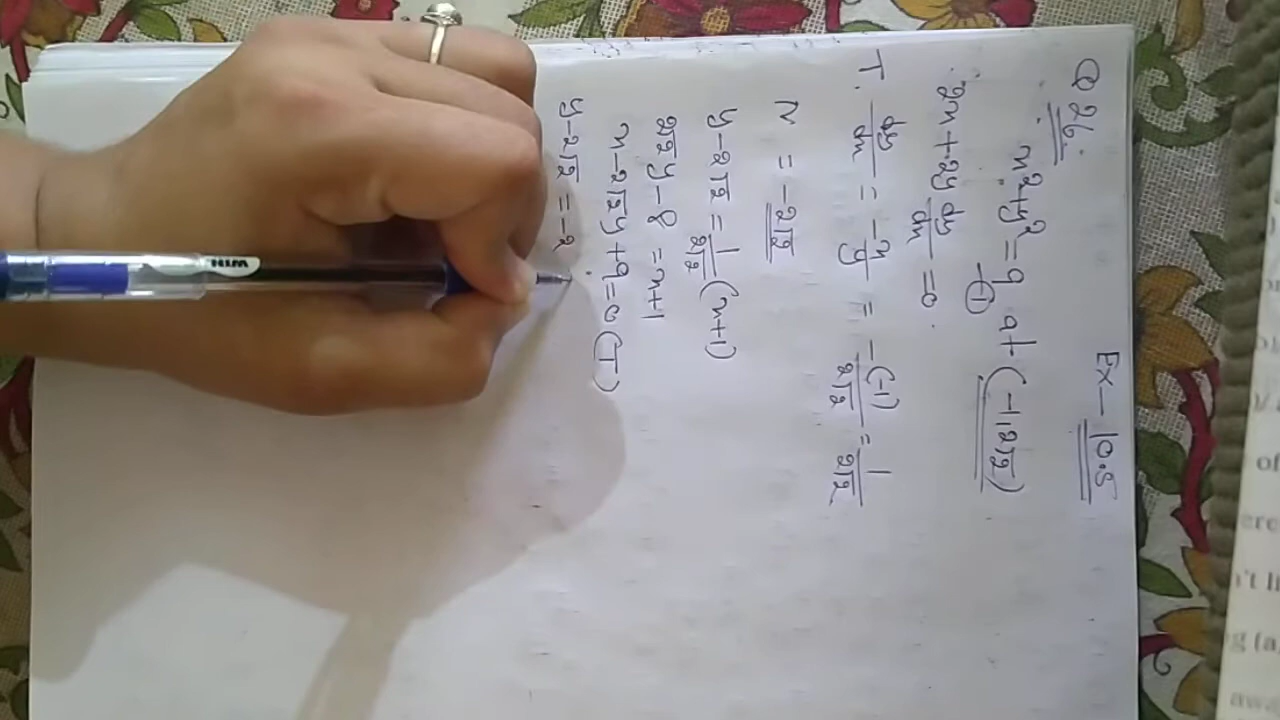 Ex - 10.5
Q 26.
x²+y² = 9 at (-1, 2√2)
-①
2x + 2y dy/dx = 0.
T. dy/dx = -x/y = -(-1)/2√2 = 1/2√2
N = -2√2
y-2√2 = 1/2√2 (x+1)
2√2y-8 = x+1
x-2√2y+9=0 (T)
y-2√2 = -2
WIN
of